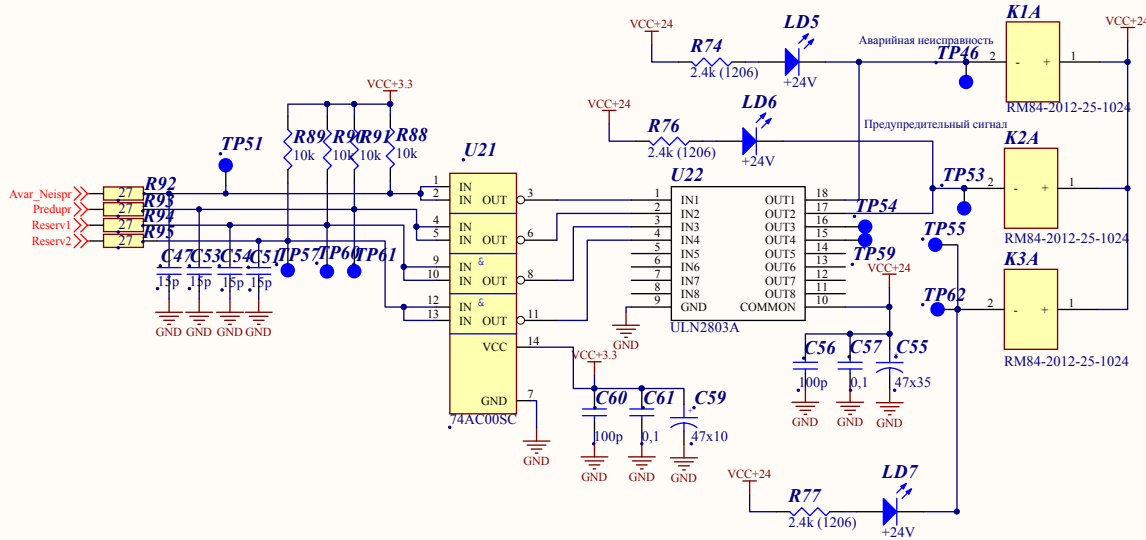 VCC+24
R74
2.4k (1206)
LD5
+24V
Аварийная неисправность
TP46
K1A
2
-
+
1
VCC+24
RM84-2012-25-1024
VCC+24
R76
2.4k (1206)
LD6
+24V
Предупредительный сигнал
TP53
K2A
2
-
+
1
VCC+3.3
R89
10k
R90
10k
R91
10k
R88
10k
TP51
Avar_Neispr
27
R92
Predupr
27
R93
Reserv1
27
R94
Reserv2
27
R95
C47
15p
C53
15p
C54
15p
C51
15p
TP57
TP60
TP61
GND
GND
GND
GND
U21
1
IN
2
IN
OUT
3
4
IN
5
IN
OUT
6
&
9
IN
10
IN
OUT
8
&
12
IN
13
IN
OUT
11
VCC
14
GND
7
74AC00SC
GND
VCC+3.3
C60
100p
GND
C61
0,1
GND
C59
+
47x10
GND
U22
1
IN1
OUT1
18
2
IN2
OUT2
17
3
IN3
OUT3
16
4
IN4
OUT4
15
5
IN5
OUT5
14
6
IN6
OUT6
13
7
IN7
OUT7
12
8
IN8
OUT8
11
9
GND
COMMON
10
ULN2803A
GND
TP54
TP59
TP55
TP62
VCC+24
C56
100p
GND
C57
0,1
GND
C55
47x35
GND
K3A
2
-
+
1
RM84-2012-25-1024
VCC+24
R77
2.4k (1206)
LD7
+24V